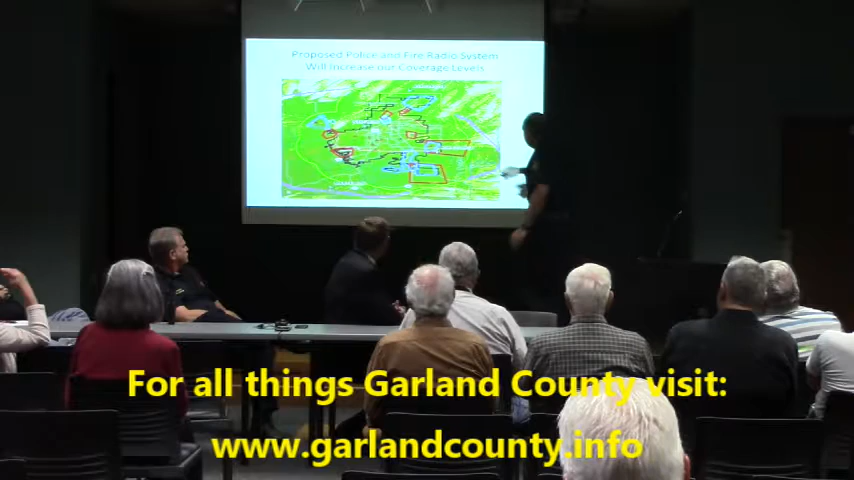 Proposed Police and Fire Radio System
Will Increase our Coverage Levels
For all things Garland County visit:
www.garlandcounty.info